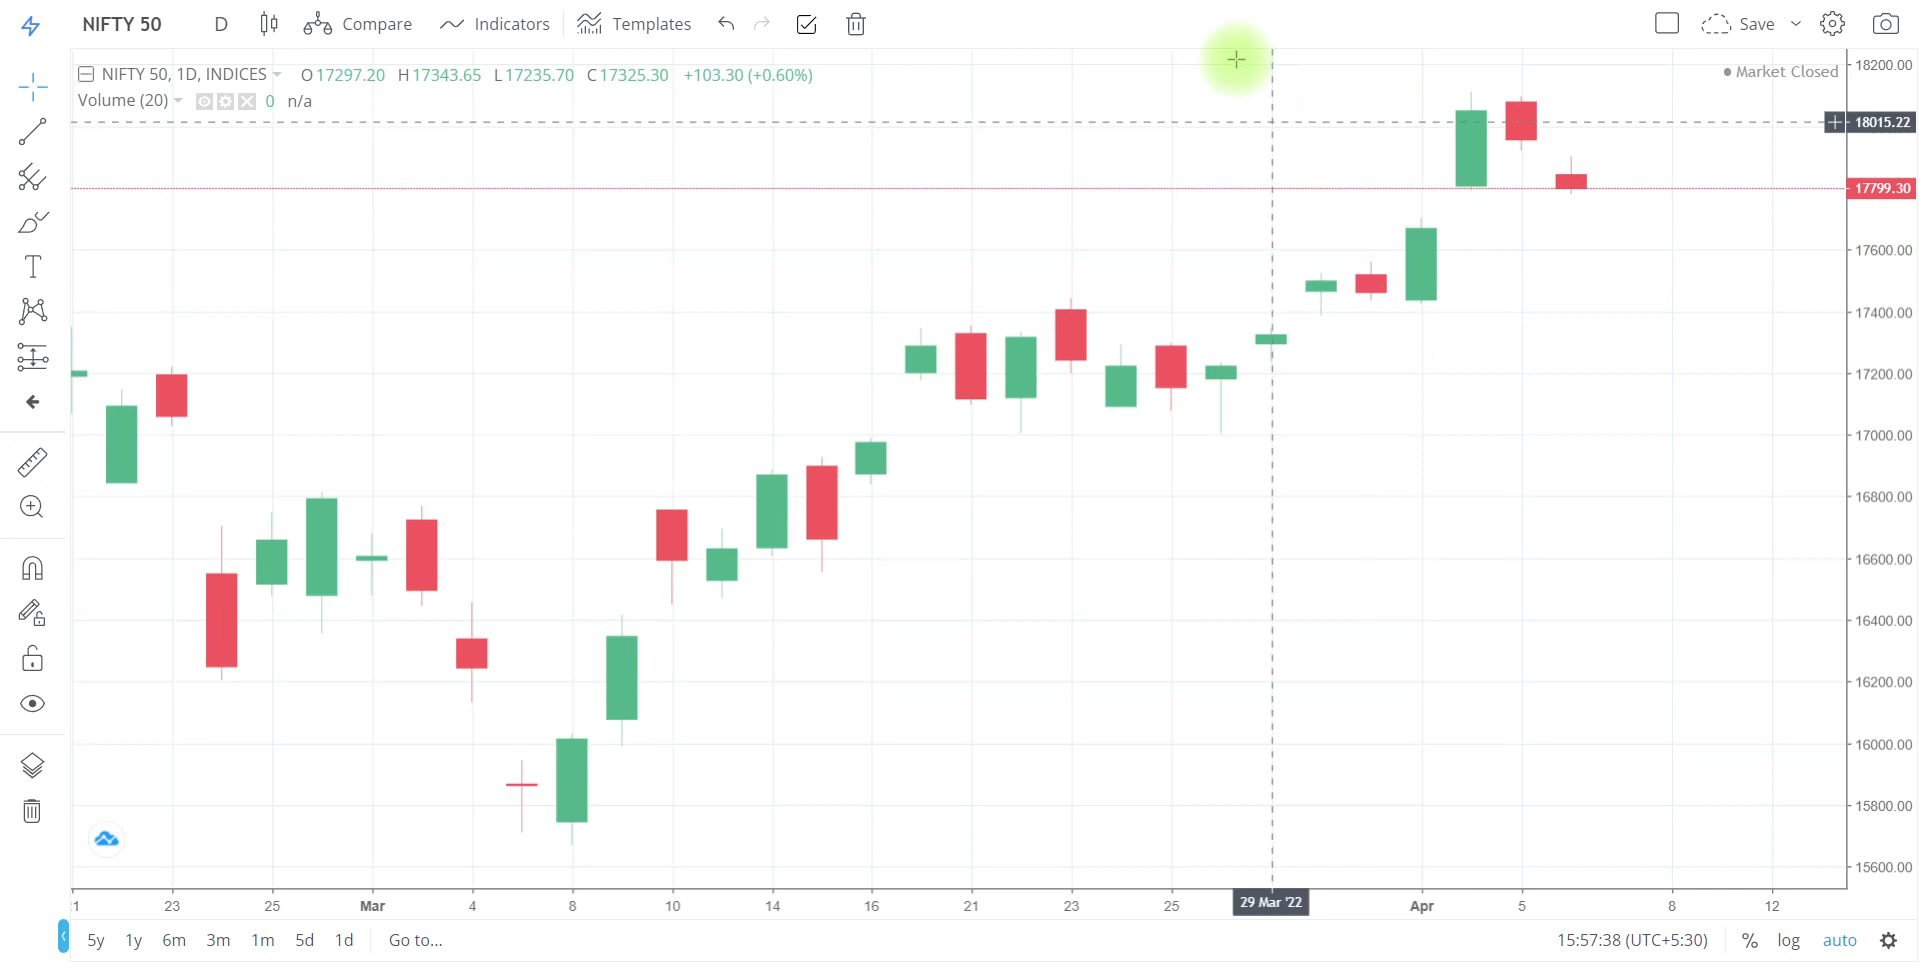 NIFTY 50 D Compare Indicators Templates Save
NIFTY 50, 1D, INDICES O 17297.20 H 17343.65 L 17235.70 C 17325.30 +103.30 (+0.60%)
Market Closed
Volume (20) 0 n/a
18200.00
18015.22
17799.30
17600.00
17400.00
17200.00
17000.00
16800.00
16600.00
16400.00
16200.00
16000.00
15800.00
15600.00
23 25 Mar 4 8 10 14 16 21 23 25 29 Mar '22 Apr 5 8 12
5y 1y 6m 3m 1m 5d 1d Go to... 15:57:38 (UTC+5:30) % log auto